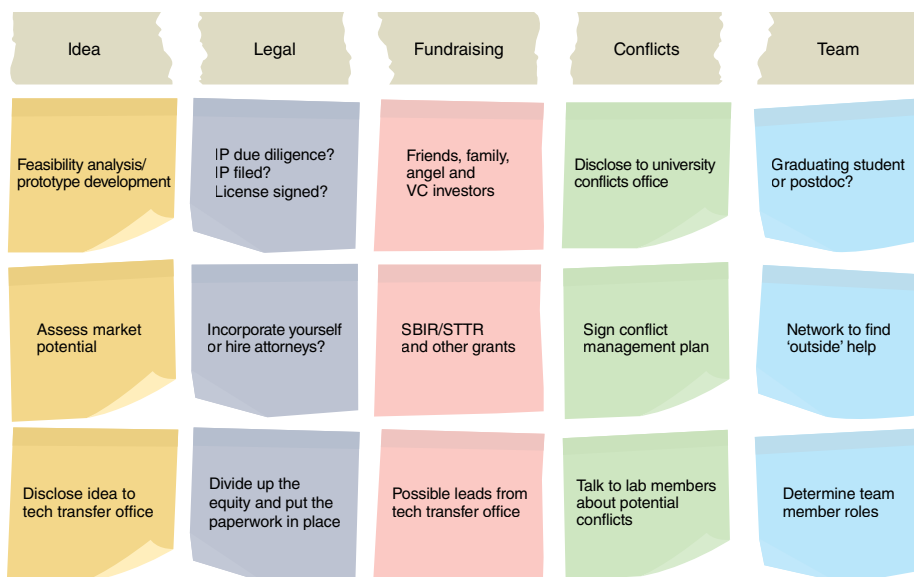 Idea
Legal
Fundraising
Conflicts
Team
Feasibility analysis/
prototype development
IP due diligence?
IP filed?
License signed?
Friends, family,
angel and
VC investors
Disclose to university
conflicts office
Graduating student
or postdoc?
Assess market
potential
Incorporate yourself
or hire attorneys?
SBIR/STTR
and other grants
Sign conflict
management plan
Network to find
‘outside’ help
Disclose idea to
tech transfer office
Divide up the
equity and put the
paperwork in place
Possible leads from
tech transfer office
Talk to lab members
about potential
conflicts
Determine team
member roles